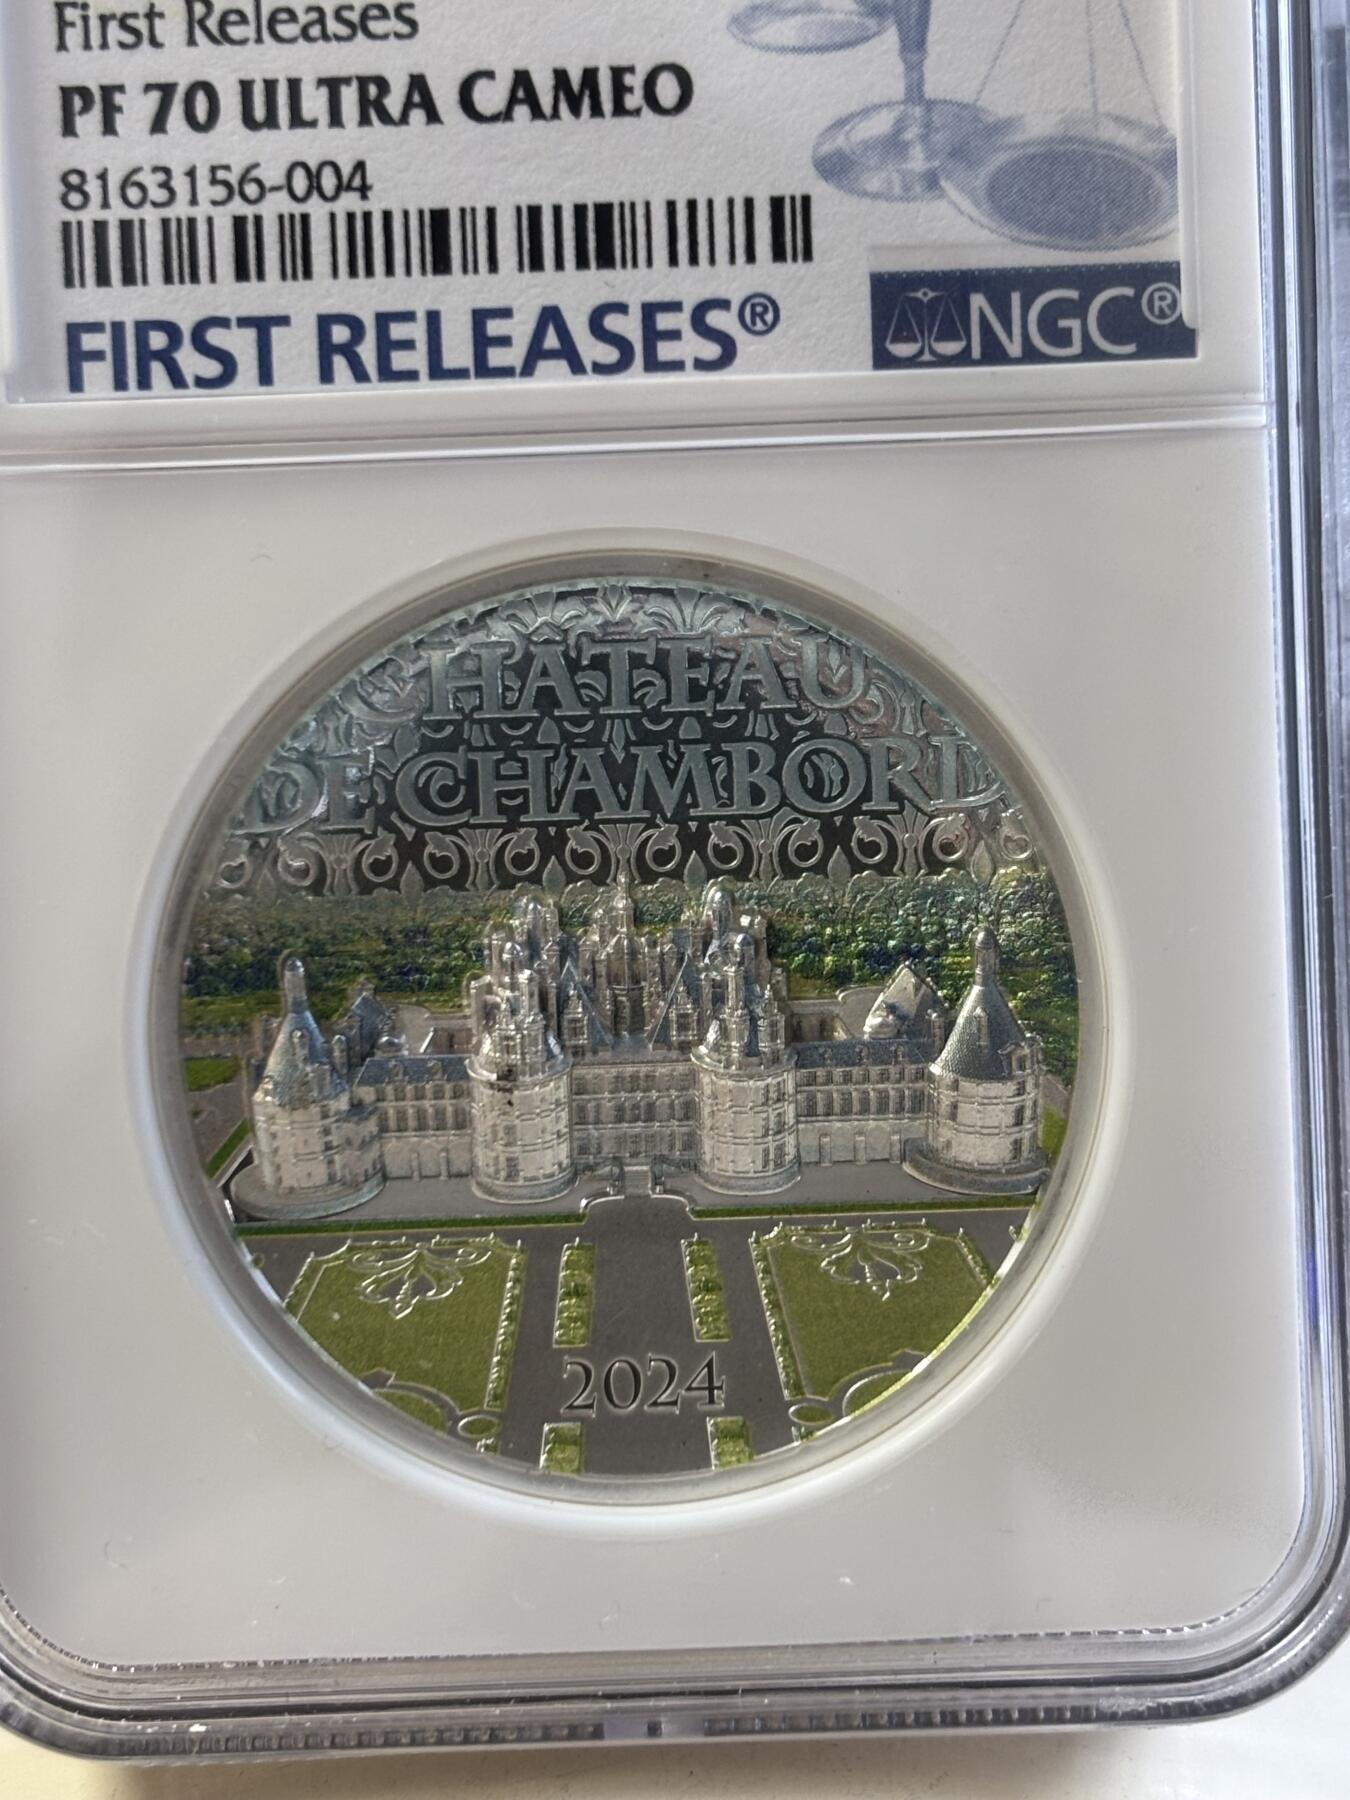 First Releases
PF 70 ULTRA CAMEO
8163156-004
FIRST RELEASES®
NGC®
CHÂTEAU
DE CHAMBORD
2024